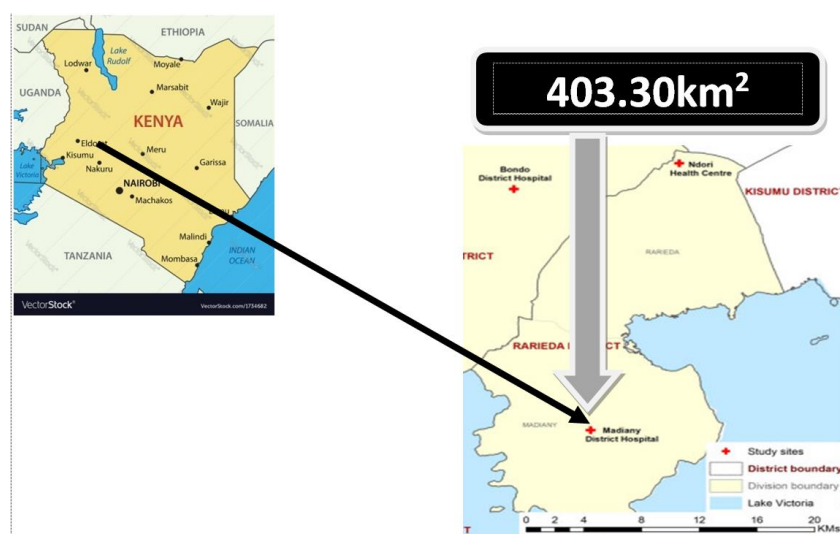 SUDAN
ETHIOPIA
Lake
Rudolf
Lodwar
Moyale
Marsabit
UGANDA
Wajir
KENYA
SOMALIA
Kisumu
Meru
Lake
Victoria
Nakuru
Garissa
NAIROBI
Machakos
Malindi
TANZANIA
Mombasa
INDIAN
OCEAN
VectorStock®
VectorStock.com/1734682
403.30km²
Bondo
District Hospital
Ndori
Health Centre
KISUMU DISTRIC
TRICT
RARIEDA
RARIEDA
CT
MADIANY
Madiany
District Hospital
Study sites
District boundary
Division boundary
Lake Victoria
0 2 4 8 12 16 20
KMs
T